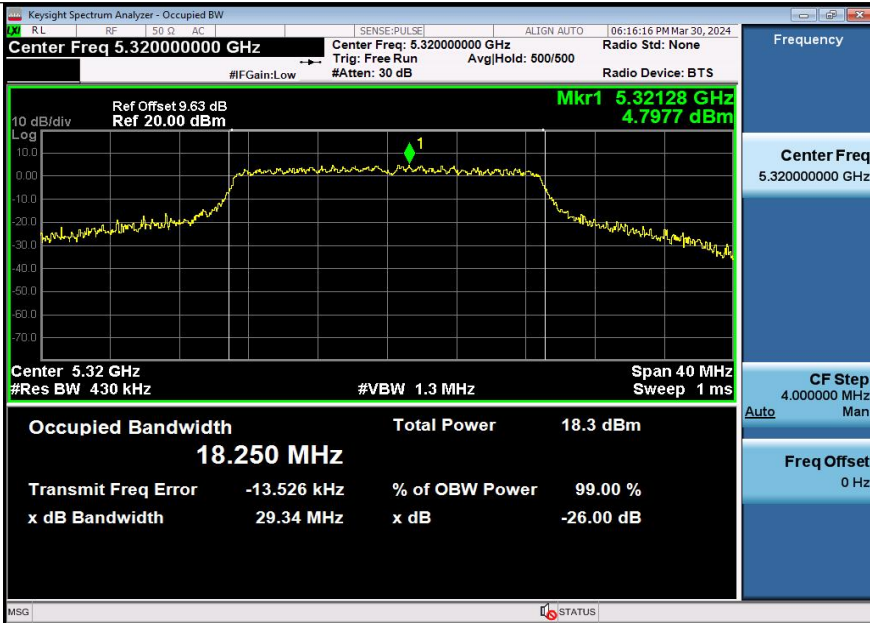 Keysight Spectrum Analyzer - Occupied BW
LXI RL RF 50 Ω AC SENSE:PULSE ALIGN AUTO 06:16:16 PM Mar 30, 2024
Center Freq 5.320000000 GHz
Center Freq: 5.320000000 GHz Radio Std: None
Trig: Free Run Avg|Hold: 500/500
#IFGain:Low #Atten: 30 dB Radio Device: BTS
Frequency
Ref Offset 9.63 dB Mkr1 5.32128 GHz
10 dB/div Ref 20.00 dBm 4.7977 dBm
Log
10.0
0.00
-10.0
-20.0
-30.0
-40.0
-50.0
-60.0
-70.0
1
Center 5.32 GHz Span 40 MHz
#Res BW 430 kHz #VBW 1.3 MHz Sweep 1 ms
Center Freq
5.320000000 GHz
CF Step
4.000000 MHz
Auto Man
Freq Offset
0 Hz
Occupied Bandwidth Total Power 18.3 dBm
18.250 MHz
Transmit Freq Error -13.526 kHz % of OBW Power 99.00 %
x dB Bandwidth 29.34 MHz x dB -26.00 dB
MSG STATUS